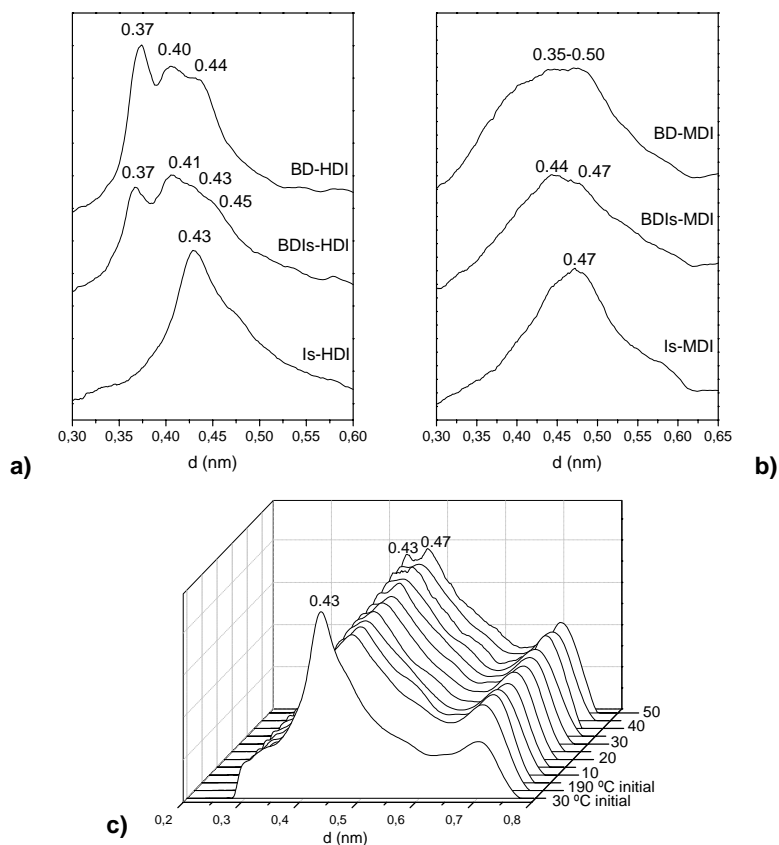 0.37
0.40
0.44
BD-HDI
0.37
0.41
0.43
0.45
BDIs-HDI
0.43
Is-HDI
0,30 0,35 0,40 0,45 0,50 0,55 0,60
d (nm)
a)
0.35-0.50
BD-MDI
0.44 0.47
BDIs-MDI
0.47
Is-MDI
0,30 0,35 0,40 0,45 0,50 0,55 0,60 0,65
d (nm)
b)
0.43 0.47
0.43
50
40
30
20
10
190 ºC initial
30 ºC initial
0,2 0,3 0,4 0,5 0,6 0,7 0,8
d (nm)
c)